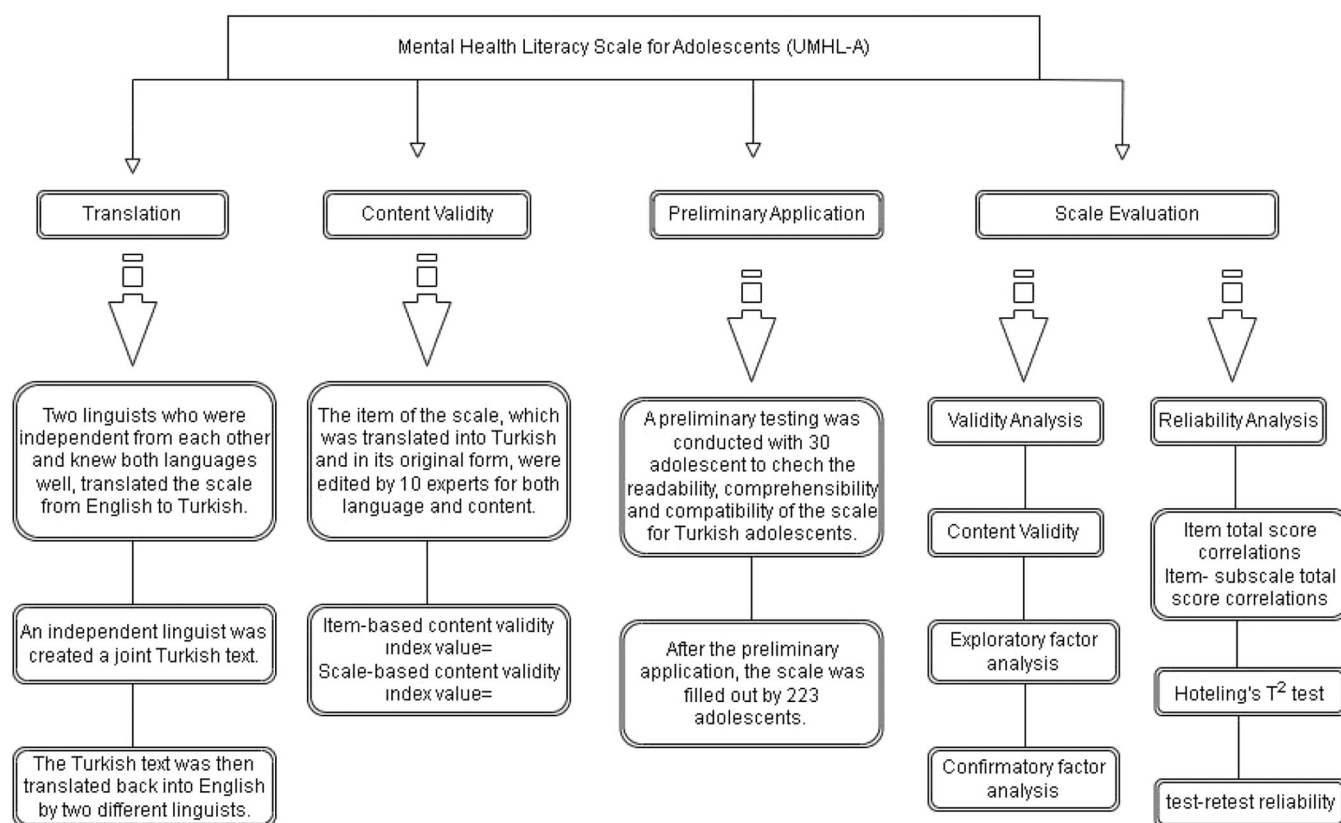 Mental Health Literacy Scale for Adolescents (UMHL-A)
Translation
Content Validity
Preliminary Application
Scale Evaluation
Two linguists who were
independent from each other
and knew both languages
well, translated the scale
from English to Turkish.
An independent linguist was
created a joint Turkish text.
The Turkish text was then
translated back into English
by two different linguists.
The item of the scale, which
was translated into Turkish
and in its original form, were
edited by 10 experts for both
language and content.
Item-based content validity
ındex value=
Scale-based content validity
ındex value=
A preliminary testing was
conducted with 30
adolescent to chech the
readability, comprehensibility
and compatibility of the scale
for Turkish adolescents.
After the preliminary
application, the scale was
filled out by 223
adolescents.
Validity Analysis
Content Validity
Exploratory factor
analysis
Confirmatory factor
analysis
Reliability Analysis
Item total score
correlations
Item- subscale total
score correlations
Hoteling's T² test
test-retest reliability